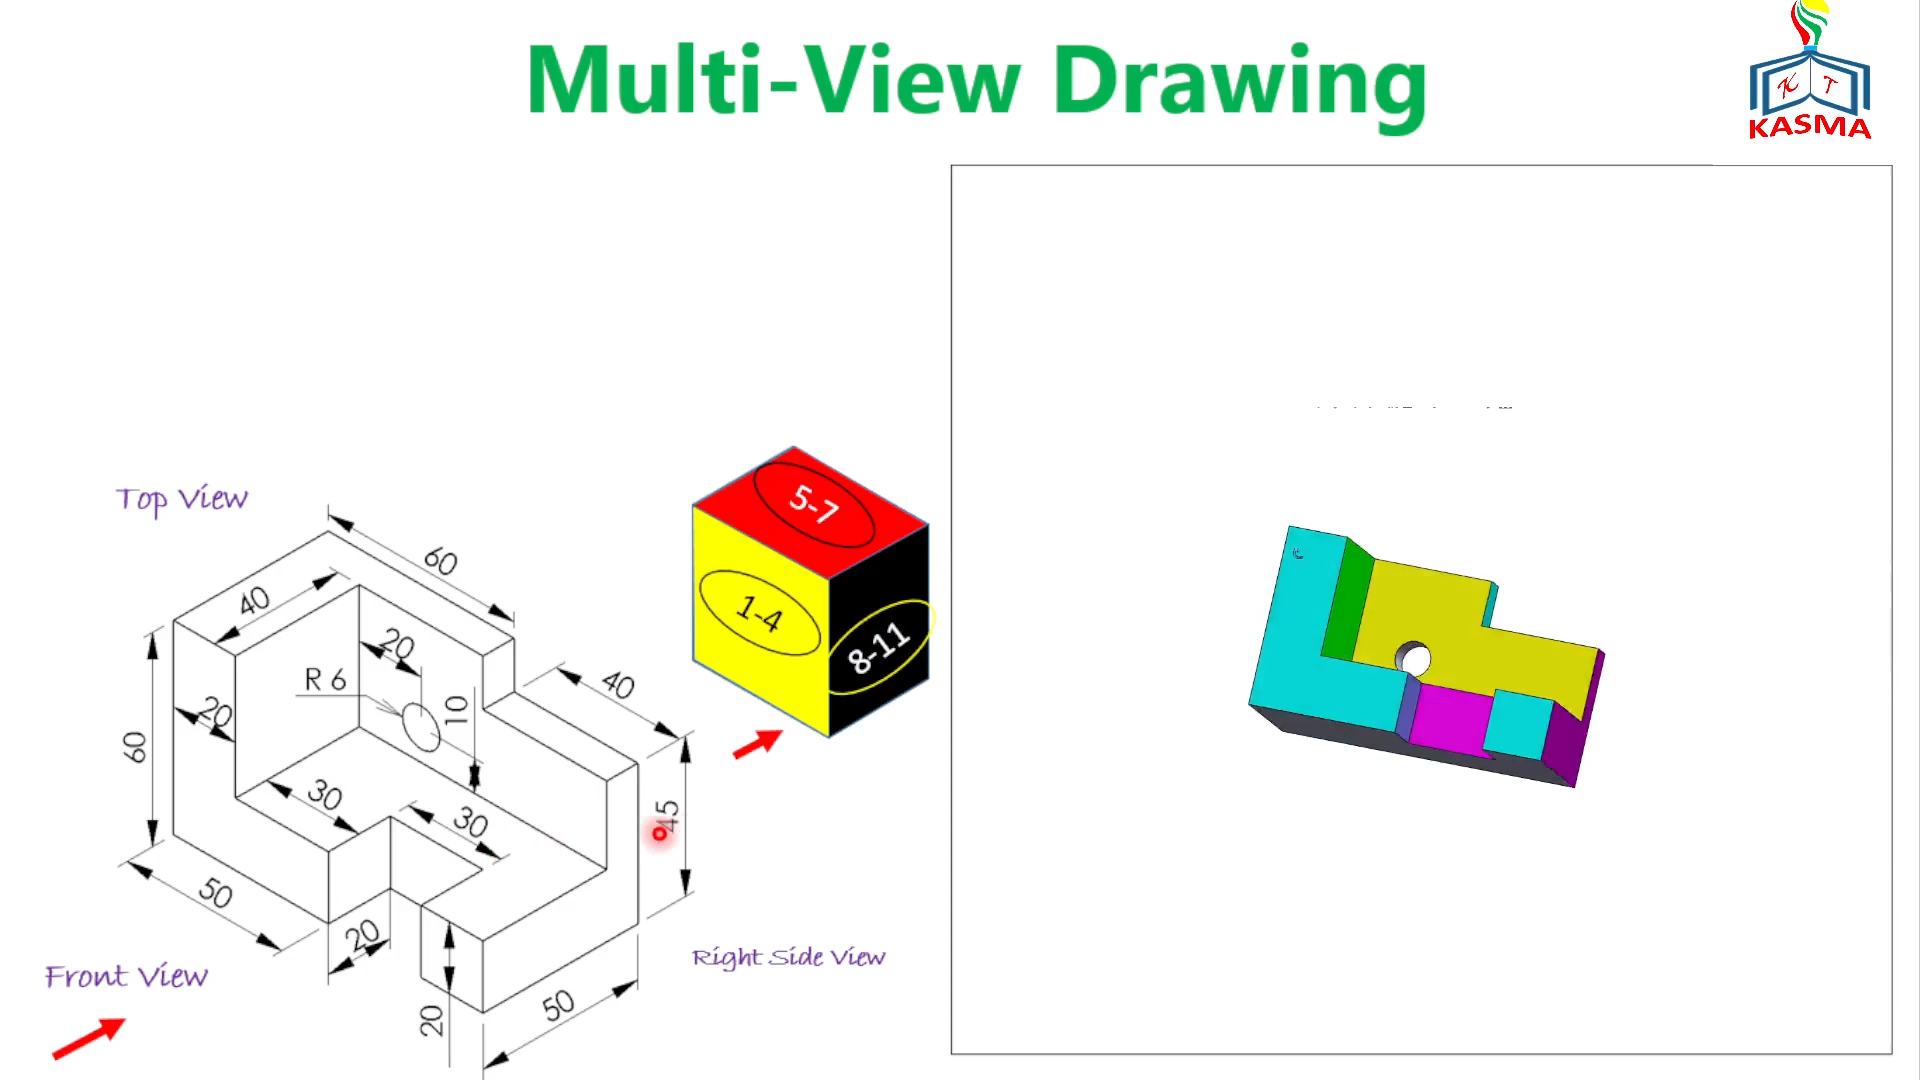 Multi-View Drawing
K T
KASMA
Top View
60
40
20
R 6
10
20
60
30
30
50
20
20
50
40
45
5-7
1-4
8-11
Front View
Right Side View